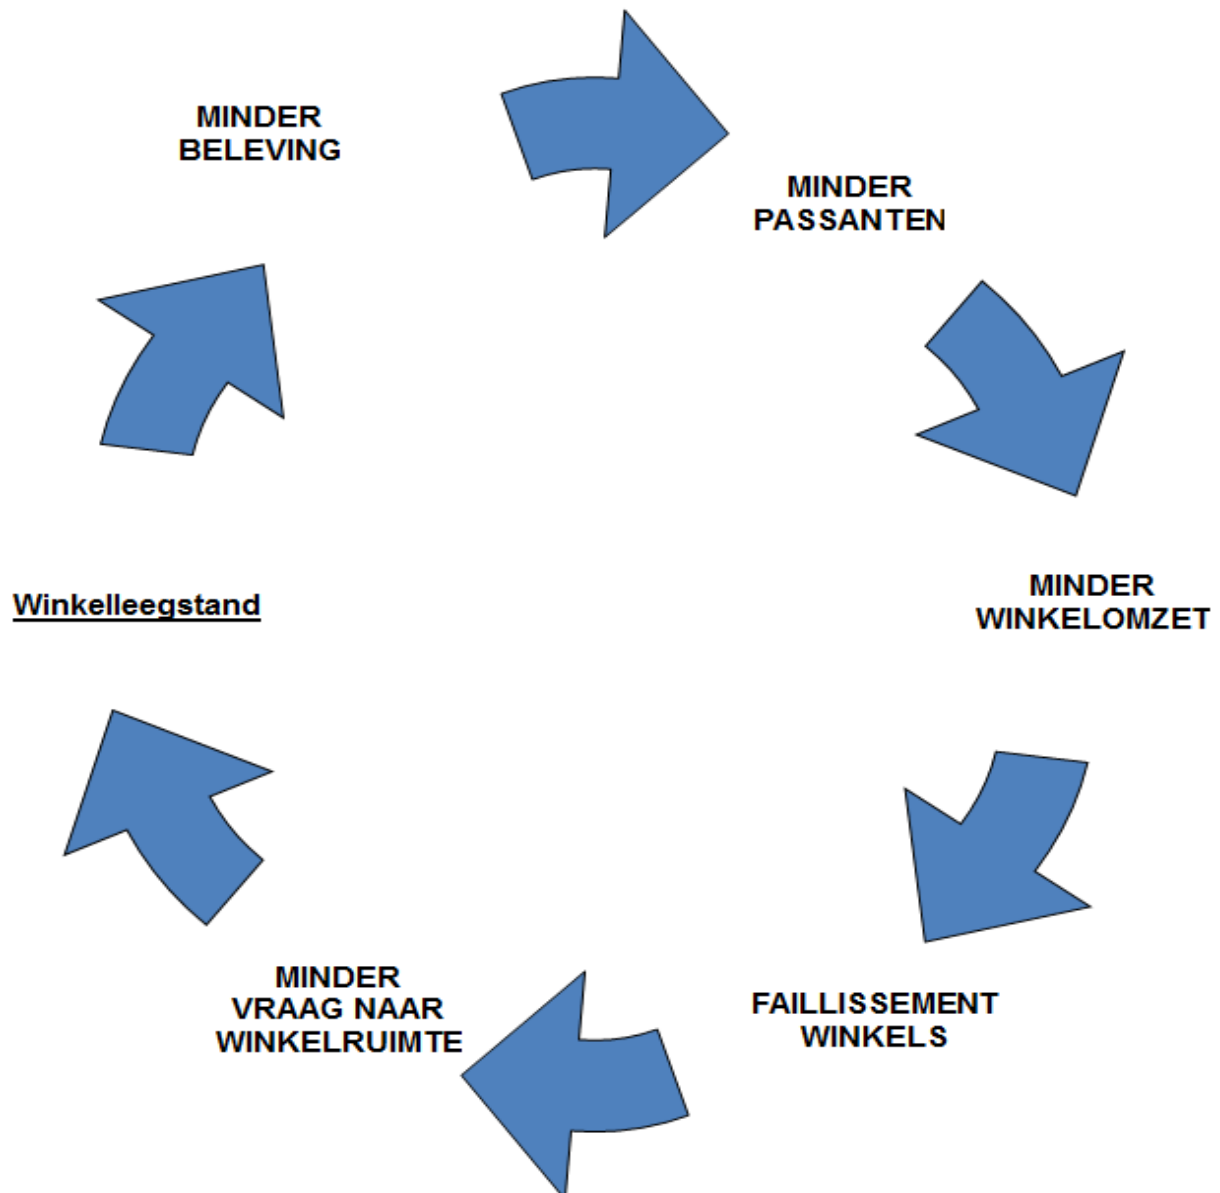 MINDER
BELEVING
MINDER
PASSANTEN
MINDER
WINKELOMZET
FAILLISSEMENT
WINKELS
MINDER
VRAAG NAAR
WINKELRUIMTE
Winkelleegstand